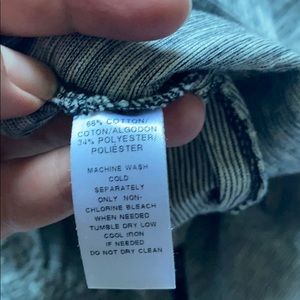 66% COTTON/
COTON/ALGODON
34% POLYESTER/
POLIÉSTER
MACHINE WASH
COLD
SEPARATELY
ONLY NON-
CHLORINE BLEACH
WHEN NEEDED
TUMBLE DRY LOW
COOL IRON
IF NEEDED
DO NOT DRY CLEAN